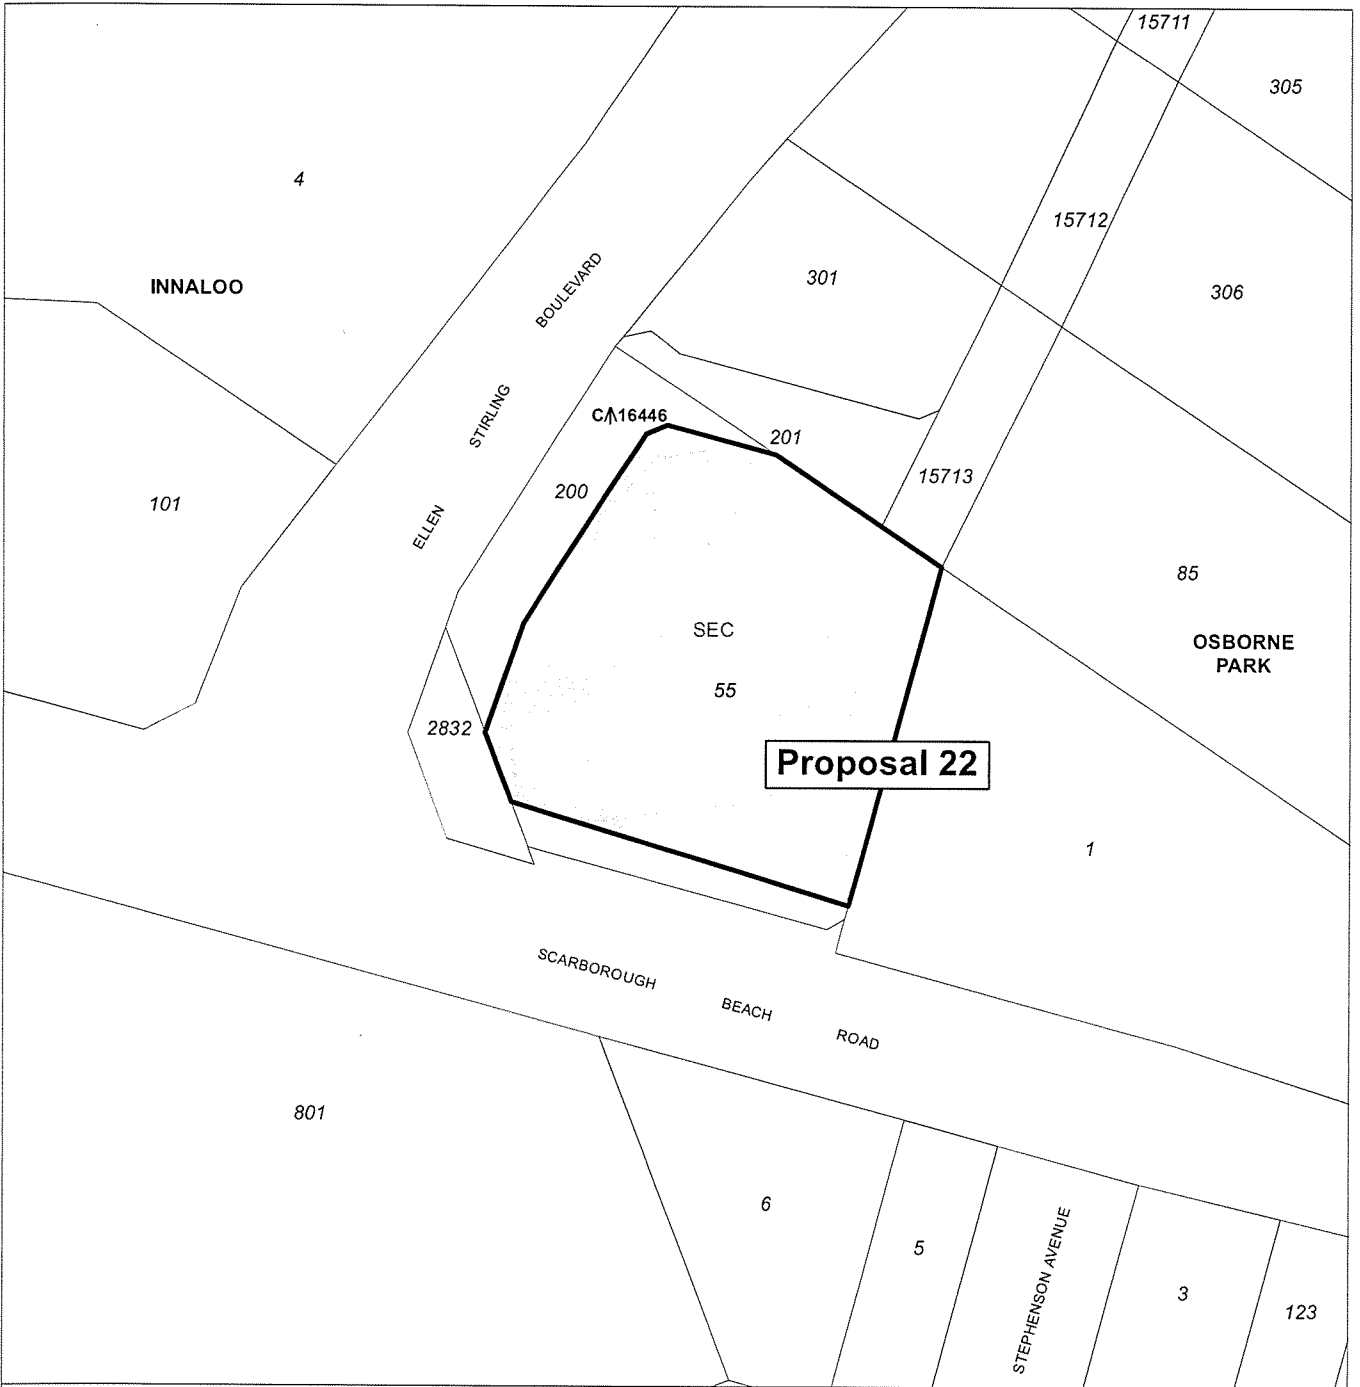 15711
305
4
15712
INNALOO
301
306
BOULEVARD
STIRLING
ELLEN
16446
201
101
200
15713
85
SEC
OSBORNE
PARK
55
2832
Proposal 22
1
SCARBOROUGH
BEACH
ROAD
801
6
5
STEPHENSON AVENUE
3
123